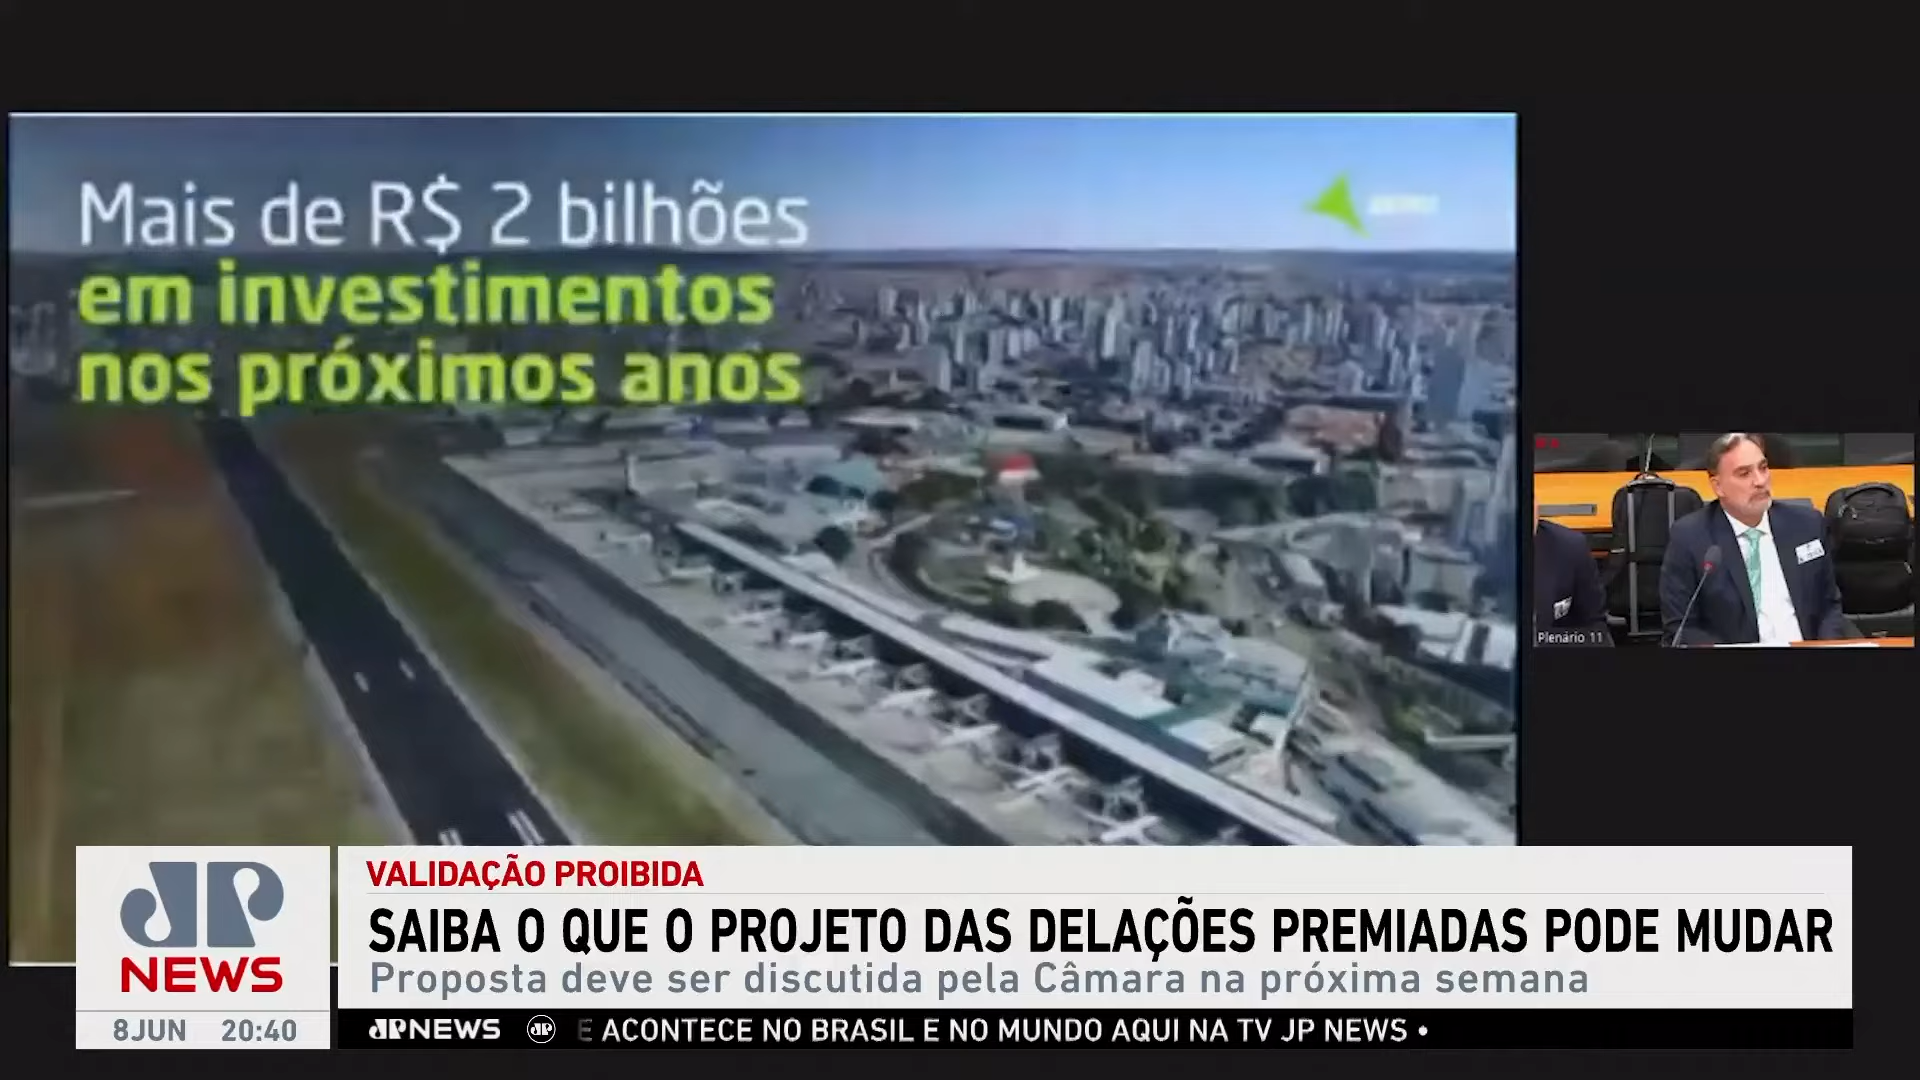 Mais de R$ 2 bilhões
em investimentos
nos próximos anos
Plenário 11
VALIDAÇÃO PROIBIDA
SAIBA O QUE O PROJETO DAS DELAÇÕES PREMIADAS PODE MUDAR
Proposta deve ser discutida pela Câmara na próxima semana
JP
NEWS
8JUN 20:40
JPNEWS JP E ACONTECE NO BRASIL E NO MUNDO AQUI NA TV JP NEWS •